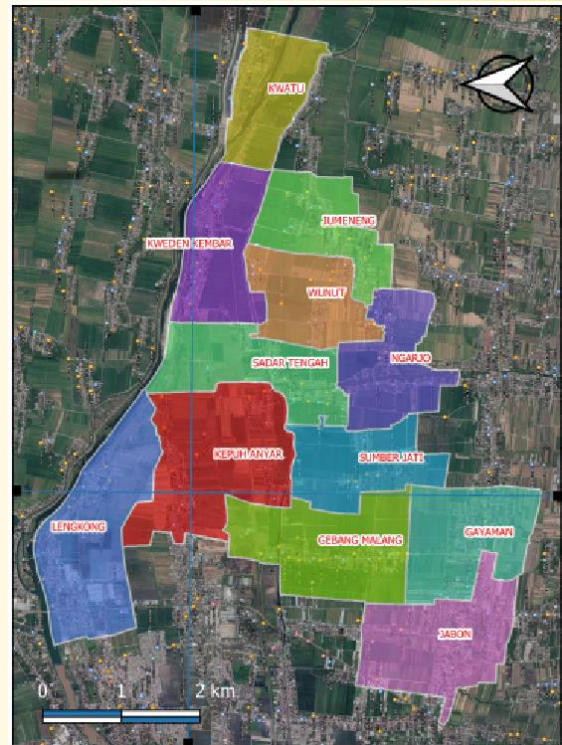 KWATU
JUMENENG
KWEDEN KEMBAR
WUNUT
NGARJO
SADAR TENGAH
KEPUH ANYAR
SUMBER JATI
LENGKONG
GEBANG MALANG
GAYAMAN
JABON
0 1 2 km